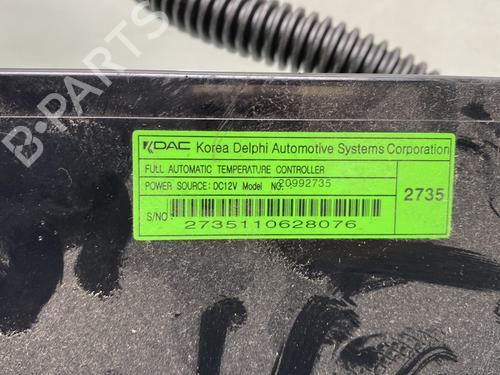 KDAC Korea Delphi Automotive Systems Corporation
FULL AUTOMATIC TEMPERATURE CONTROLLER
POWER SOURCE: DC12V Model NO: 20992735
2735
S/NO:
2735110628076
B-PARTS